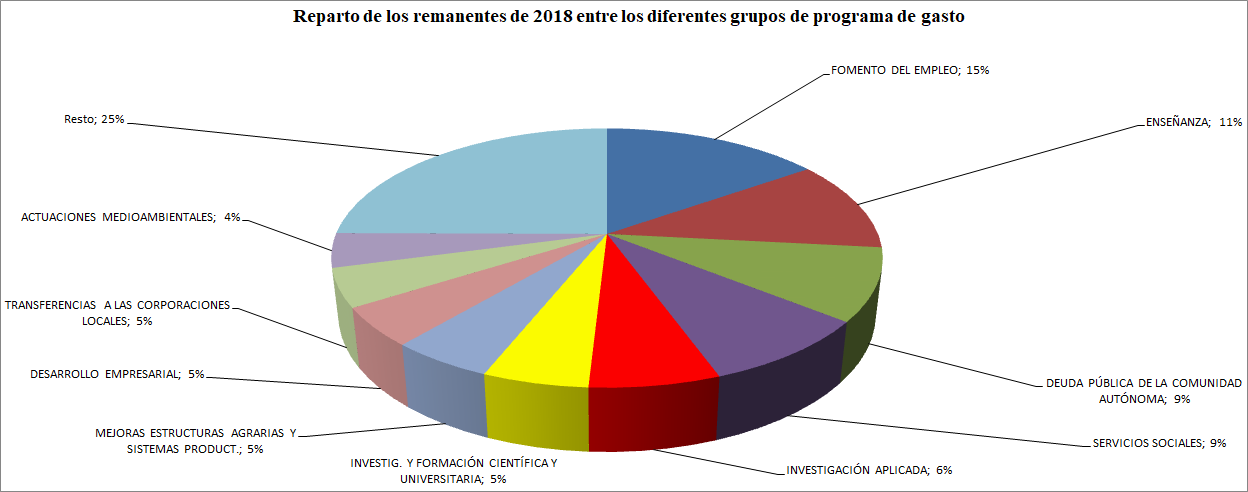 Reparto de los remanentes de 2018 entre los diferentes grupos de programa de gasto
FOMENTO DEL EMPLEO; 15%
ENSEÑANZA; 11%
DEUDA PÚBLICA DE LA COMUNIDAD
AUTÓNOMA; 9%
SERVICIOS SOCIALES; 9%
INVESTIGACIÓN APLICADA; 6%
INVESTIG. Y FORMACIÓN CIENTÍFICA Y
UNIVERSITARIA; 5%
MEJORAS ESTRUCTURAS AGRARIAS Y
SISTEMAS PRODUCT.; 5%
DESARROLLO EMPRESARIAL; 5%
TRANSFERENCIAS A LAS CORPORACIONES
LOCALES; 5%
ACTUACIONES MEDIOAMBIENTALES; 4%
Resto; 25%